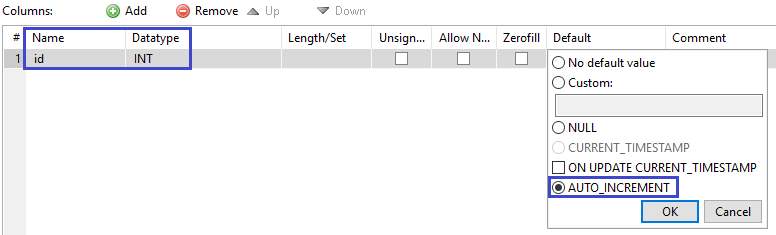 Columns: Add Remove Up Down
# Name Datatype Length/Set Unsign... Allow N... Zerofill Default Comment
1 id INT
No default value
Custom:
NULL
CURRENT_TIMESTAMP
ON UPDATE CURRENT_TIMESTAMP
AUTO_INCREMENT
OK Cancel